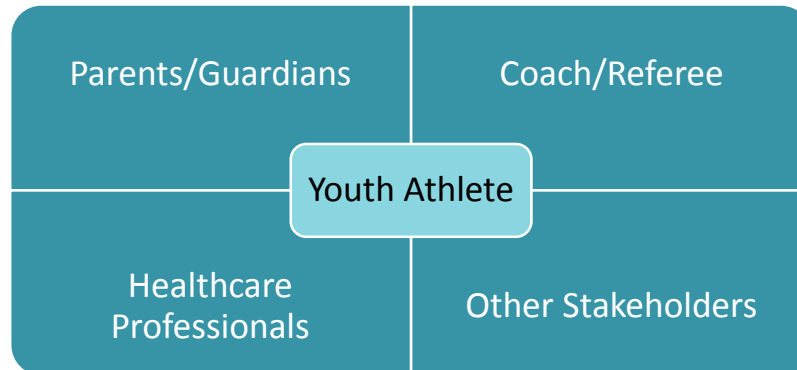 Parents/Guardians
Coach/Referee
Youth Athlete
Healthcare
Professionals
Other Stakeholders